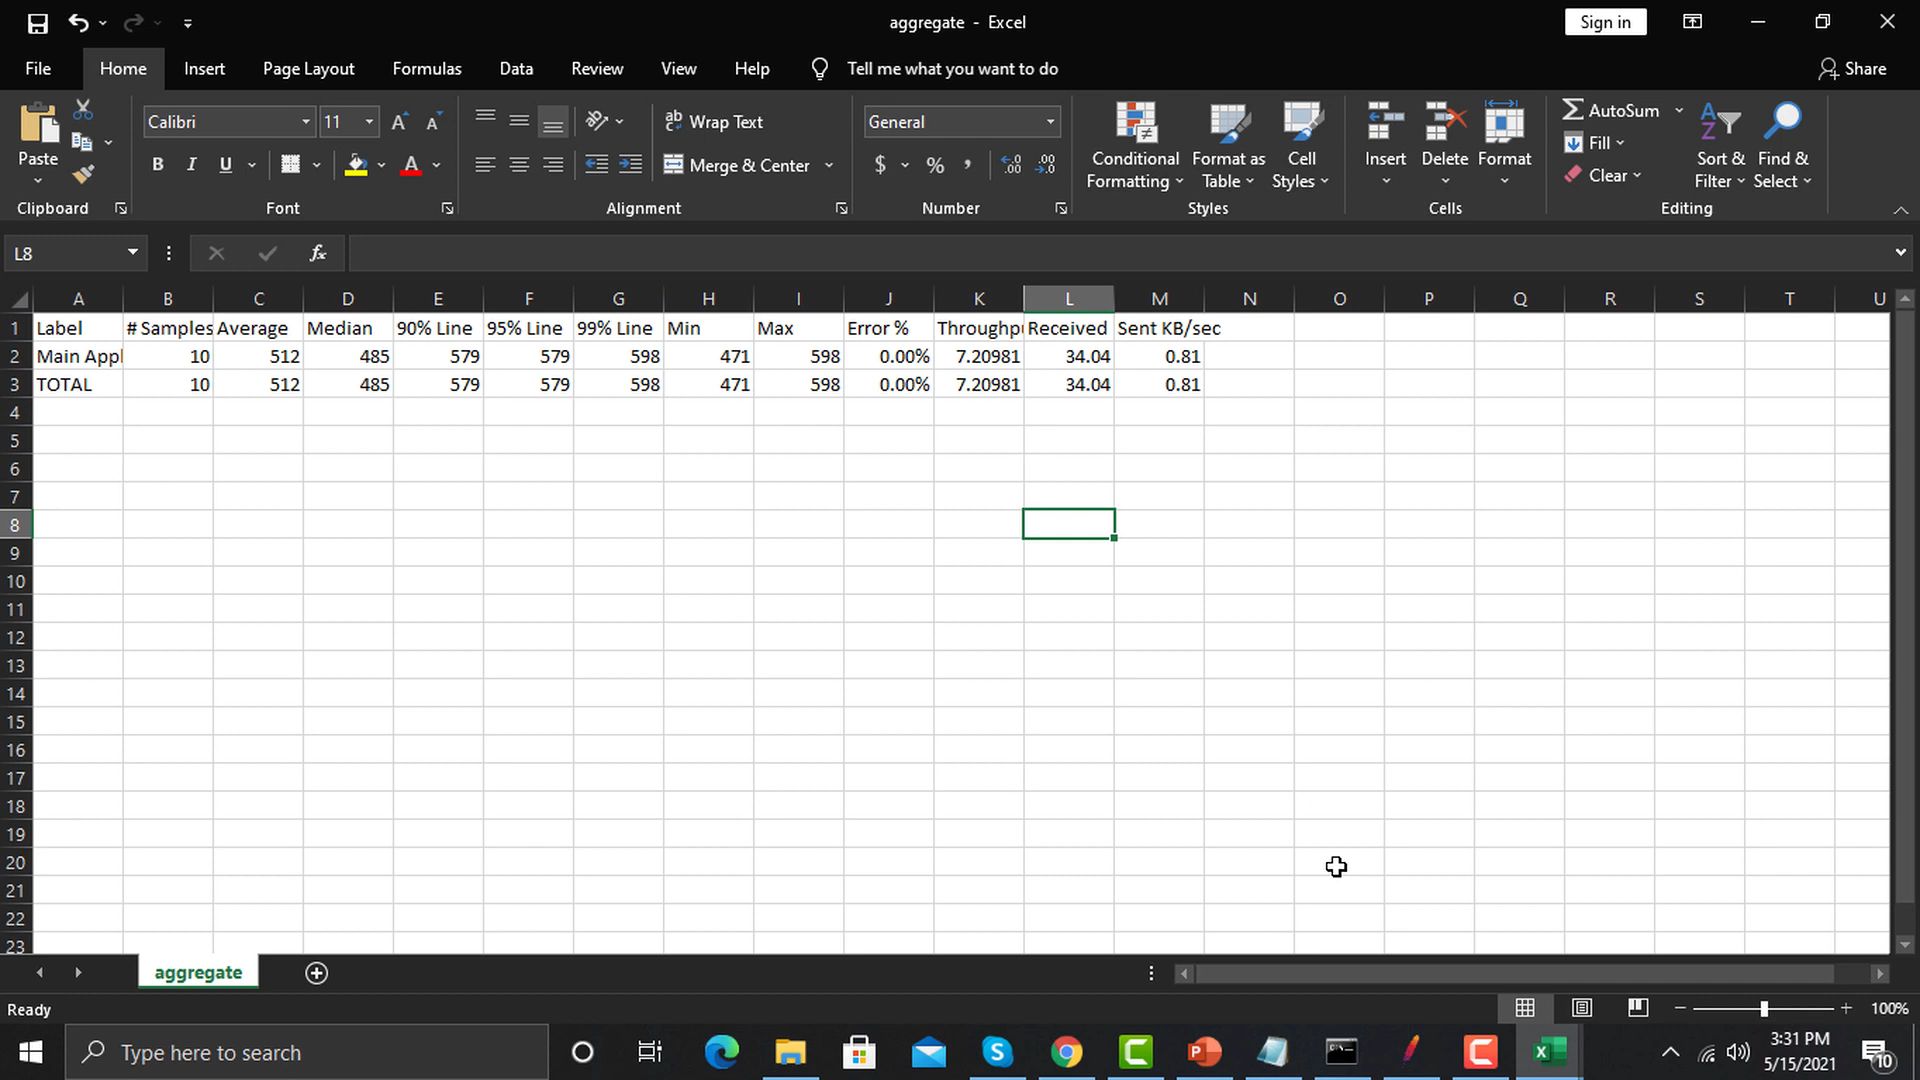 aggregate - Excel
Sign in
File Home Insert Page Layout Formulas Data Review View Help Tell me what you want to do Share
Paste
Clipboard
Calibri 11
B I U
Font
Wrap Text
Merge & Center
Alignment
General
$ % ,
Number
Conditional Formatting
Format as Table
Cell Styles
Styles
Insert Delete Format
Cells
AutoSum
Fill
Clear
Sort & Filter
Find & Select
Editing
L8 fx
A B C D E F G H I J K L M N O P Q R S T U
1 Label # Samples Average Median 90% Line 95% Line 99% Line Min Max Error % Throughpu Received Sent KB/sec
2 Main Appl 10 512 485 579 579 598 471 598 0.00% 7.20981 34.04 0.81
3 TOTAL 10 512 485 579 579 598 471 598 0.00% 7.20981 34.04 0.81
4
5
6
7
8
9
10
11
12
13
14
15
16
17
18
19
20
21
22
23
aggregate
Ready 100%
Type here to search
3:31 PM
5/15/2021
10